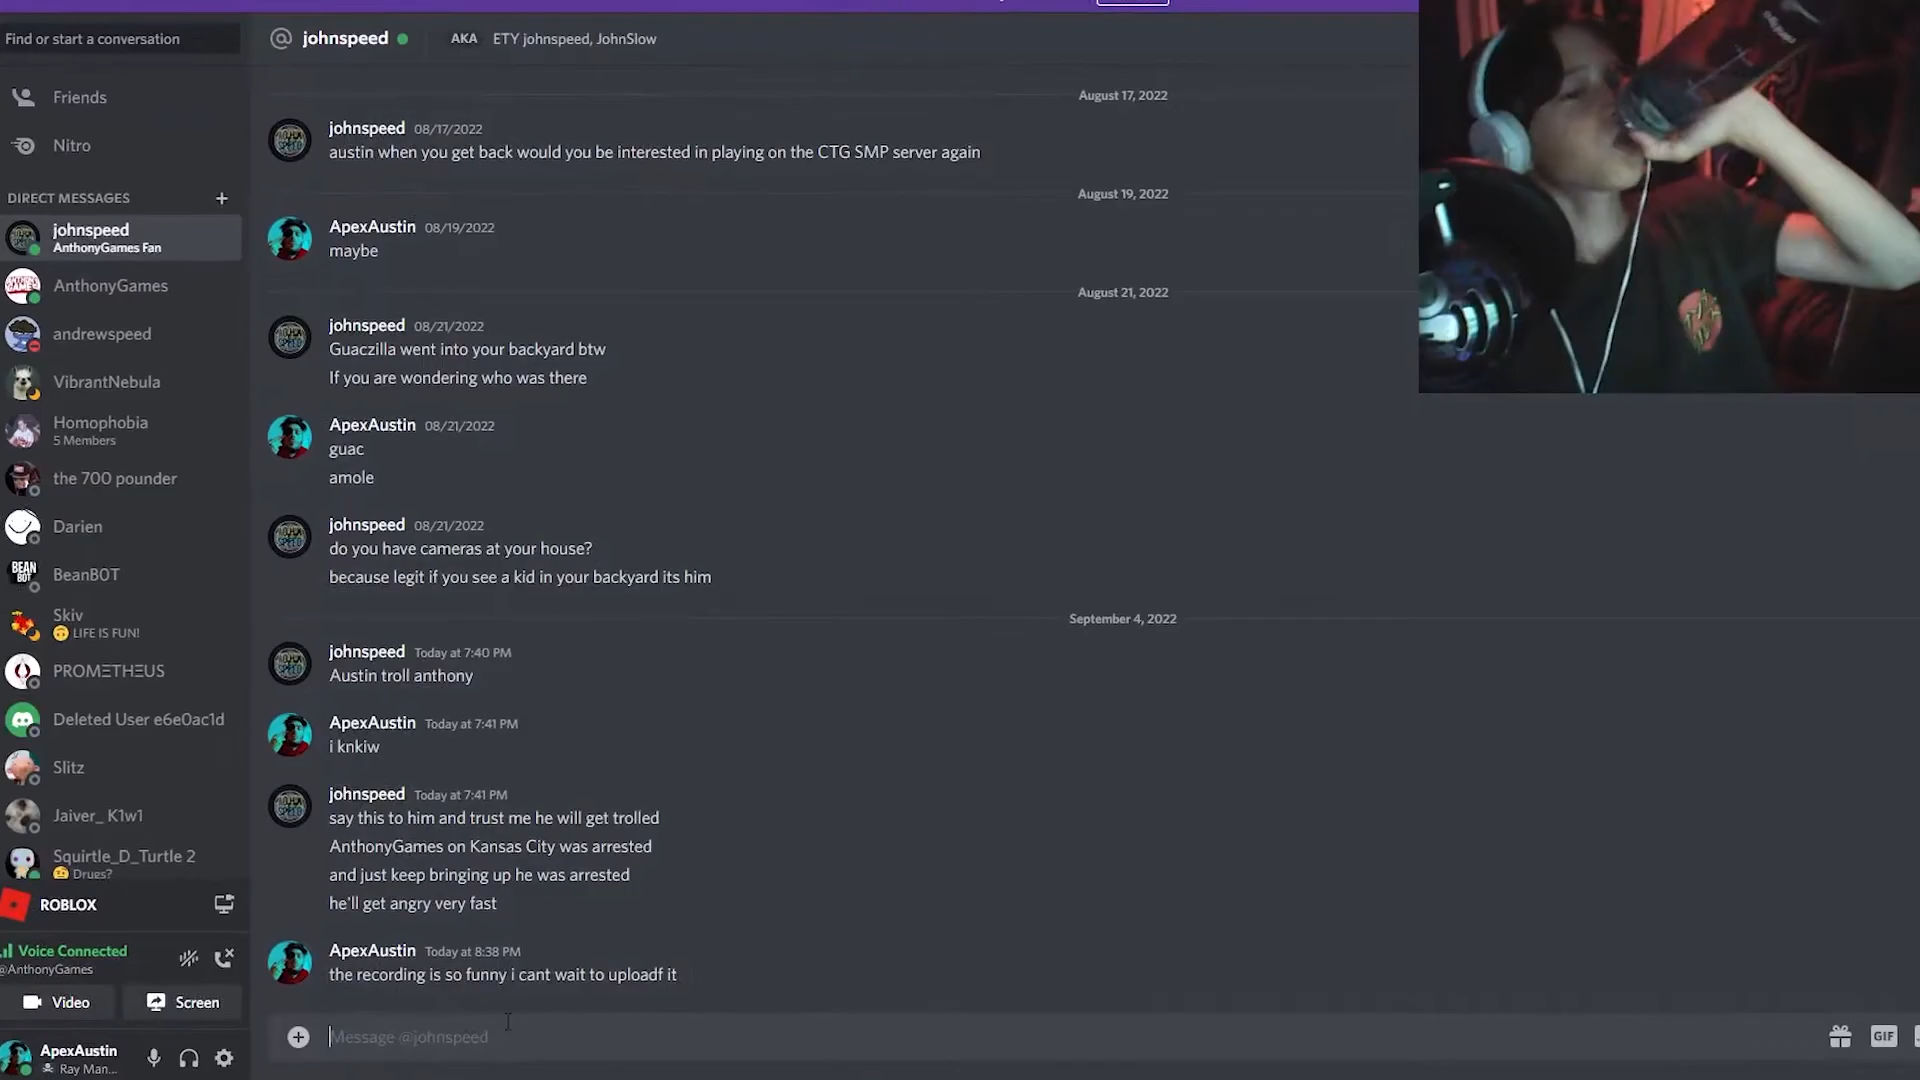 Find or start a conversation
Friends
Nitro
DIRECT MESSAGES +
johnspeed
AnthonyGames Fan
AnthonyGames
andrewspeed
VibrantNebula
Homophobia
5 Members
the 700 pounder
Darien
BEAN
BOT
BeanBOT
Skiv
LIFE IS FUN!
PROMΞTHΞUS
Deleted User e6e0ac1d
Slitz
Jaiver_ K1w1
Squirtle_D_Turtle 2
Drugs?
ROBLOX
Voice Connected
@AnthonyGames
Video
Screen
ApexAustin
Ray Man...
@ johnspeed
AKA ETY johnspeed, JohnSlow
August 17, 2022
johnspeed 08/17/2022
austin when you get back would you be interested in playing on the CTG SMP server again
August 19, 2022
ApexAustin 08/19/2022
maybe
August 21, 2022
johnspeed 08/21/2022
Guaczilla went into your backyard btw
If you are wondering who was there
ApexAustin 08/21/2022
guac
amole
johnspeed 08/21/2022
do you have cameras at your house?
because legit if you see a kid in your backyard its him
September 4, 2022
johnspeed Today at 7:40 PM
Austin troll anthony
ApexAustin Today at 7:41 PM
i knkiw
johnspeed Today at 7:41 PM
say this to him and trust me he will get trolled
AnthonyGames on Kansas City was arrested
and just keep bringing up he was arrested
he'll get angry very fast
ApexAustin Today at 8:38 PM
the recording is so funny i cant wait to uploadf it
Message @johnspeed
GIF